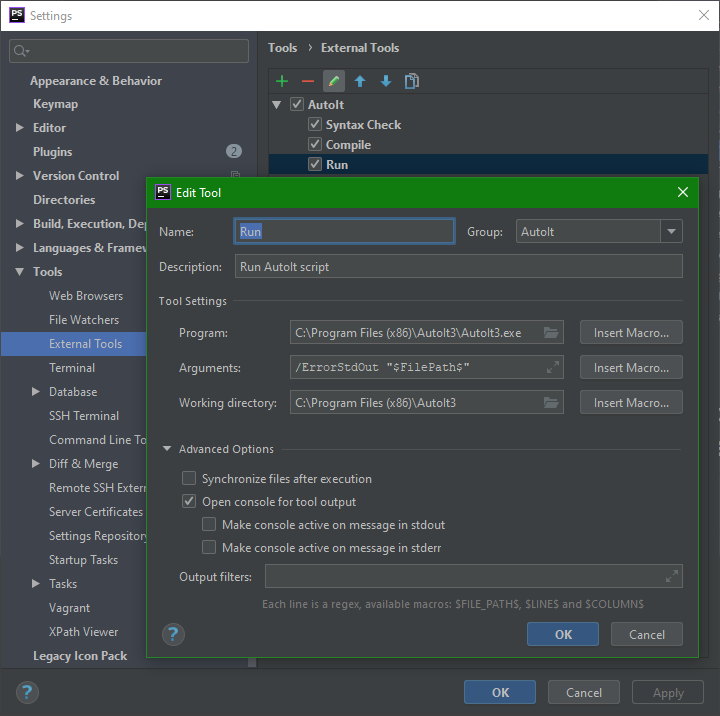 PS Settings
Tools › External Tools
Appearance & Behavior
Keymap
Editor
Plugins 2
Version Control
Directories
Build, Execution, Dep
Languages & Framew
Tools
Web Browsers
File Watchers
External Tools
Terminal
Database
SSH Terminal
Command Line To
Diff & Merge
Remote SSH Extern
Server Certificates
Settings Repository
Startup Tasks
Tasks
Vagrant
XPath Viewer
Legacy Icon Pack
AutoIt
Syntax Check
Compile
Run
PS Edit Tool
Name: Run Group: AutoIt
Description: Run AutoIt script
Tool Settings
Program: C:\Program Files (x86)\AutoIt3\AutoIt3.exe Insert Macro...
Arguments: /ErrorStdOut "$FilePath$" Insert Macro...
Working directory: C:\Program Files (x86)\AutoIt3 Insert Macro...
Advanced Options
Synchronize files after execution
Open console for tool output
Make console active on message in stdout
Make console active on message in stderr
Output filters:
Each line is a regex, available macros: $FILE_PATH$, $LINE$ and $COLUMN$
? OK Cancel
? OK Cancel Apply